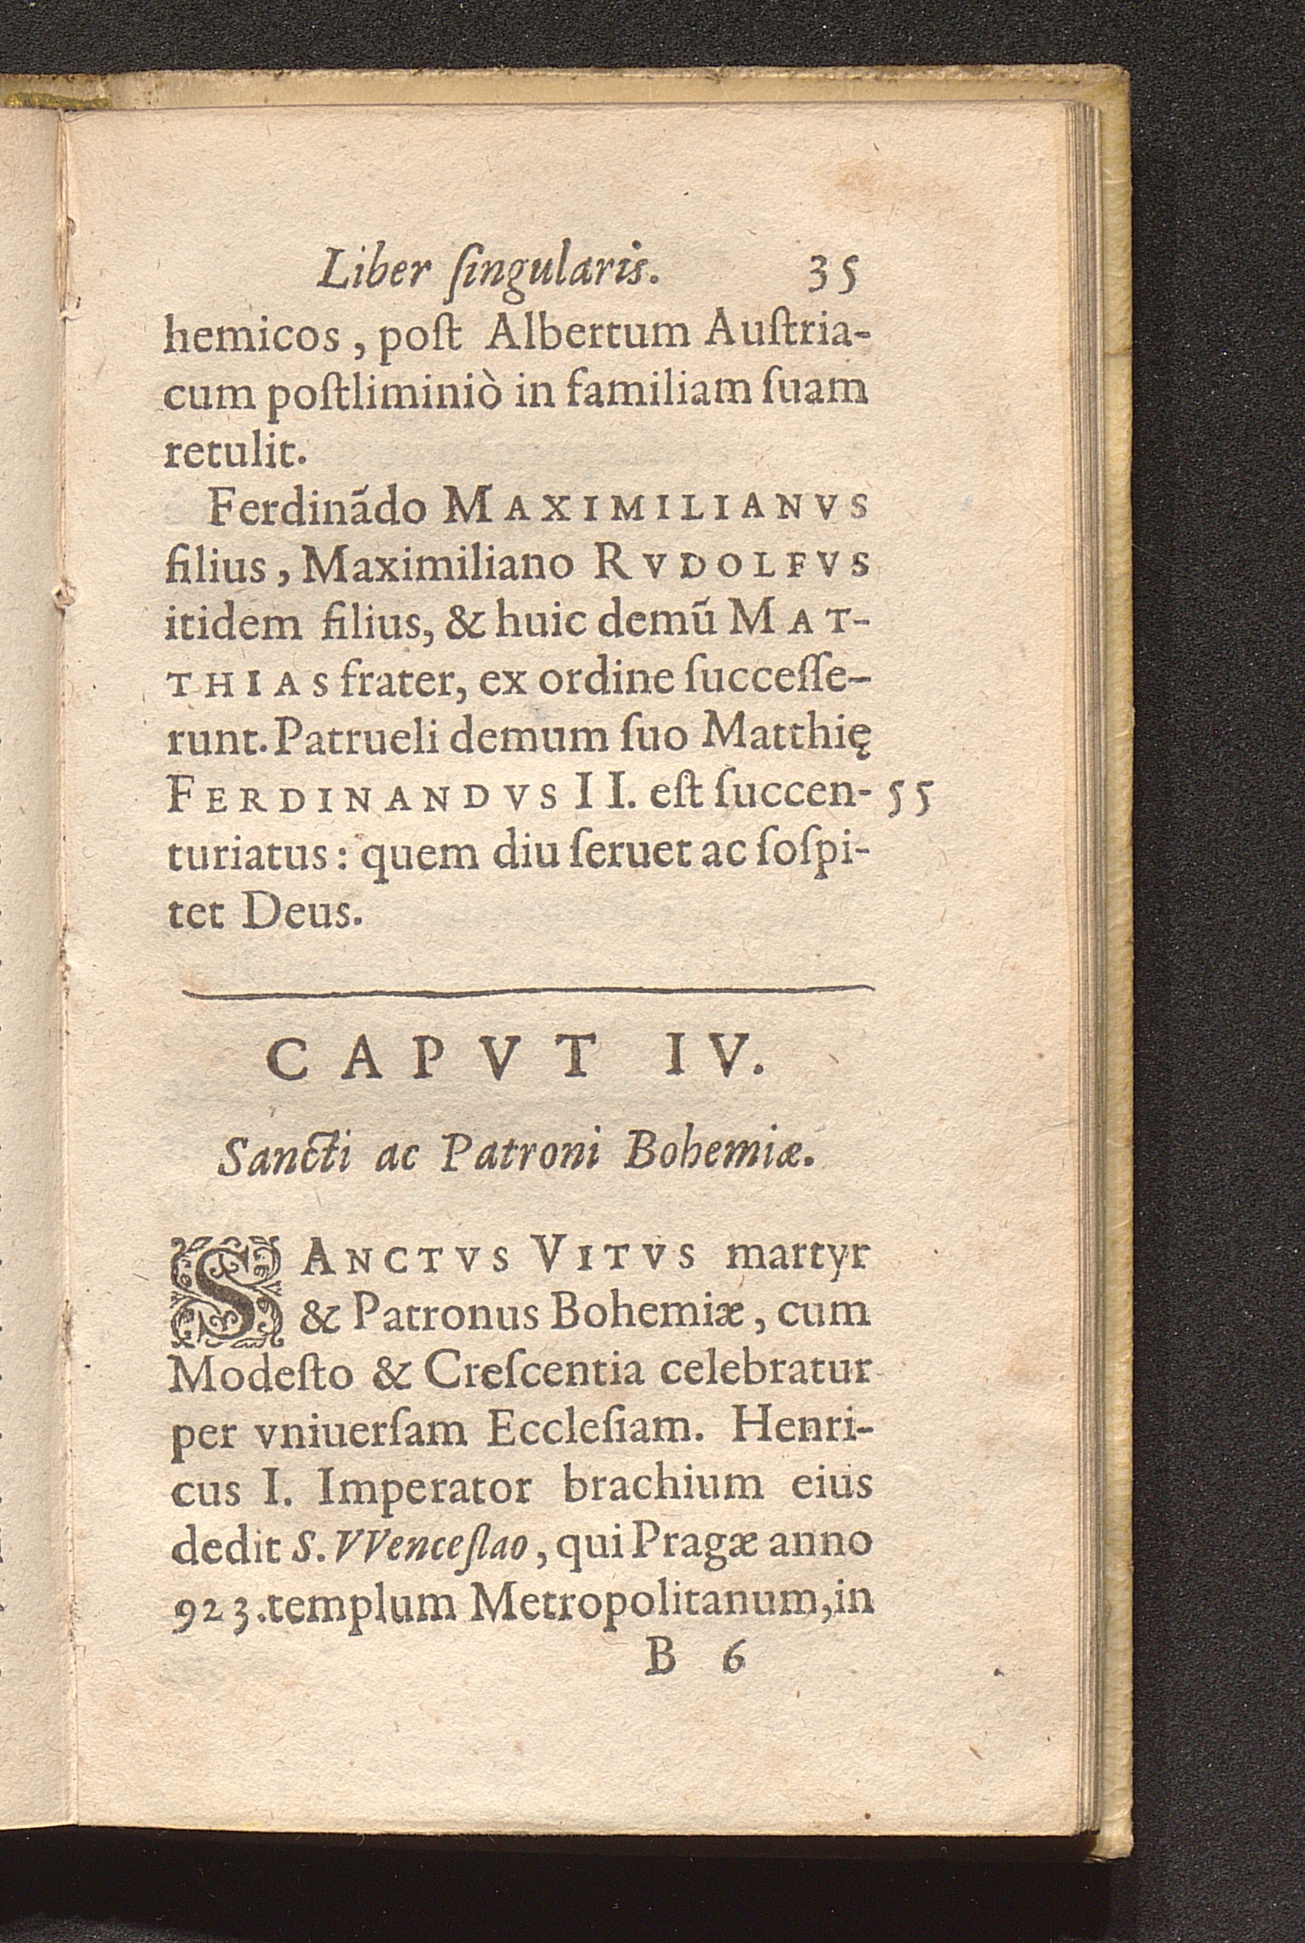 Liber ſingularis. 35
hemicos, poſt Albertum Auſtria-
cum poſtliminiò in familiam ſuam
retulit.
Ferdinãdo MAXIMILIANVS
filius, Maximiliano RVDOLFVS
itidem filius, & huic demũ MAT-
THIAS frater, ex ordine ſucceſſe-
runt. Patrueli demum ſuo Matthię
FERDINANDVS II. eſt ſuccen- 55
turiatus: quem diu ſeruet ac ſoſpi-
tet Deus.
CAPVT IV.
Sancti ac Patroni Bohemiæ.
SANCTVS VITVS martyr
& Patronus Bohemiæ, cum
Modeſto & Creſcentia celebratur
per vniuerſam Eccleſiam. Henri-
cus I. Imperator brachium eius
dedit S. VVenceſlao, qui Pragæ anno
923. templum Metropolitanum, in
B 6